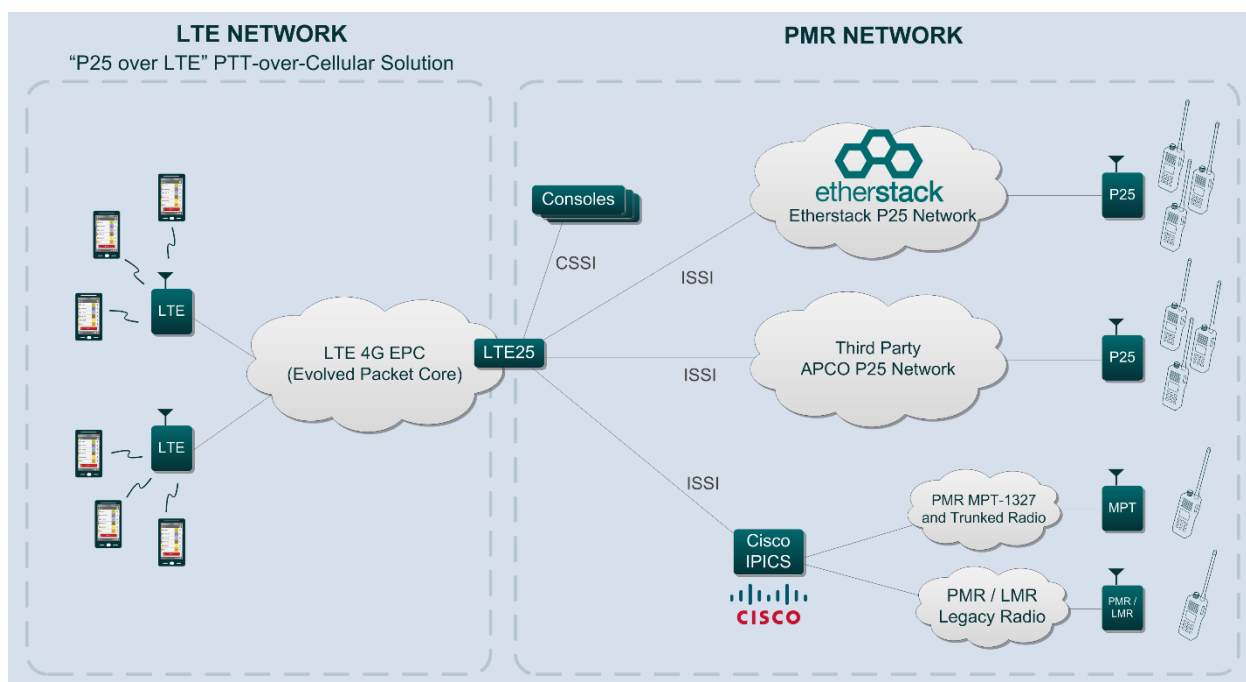 LTE NETWORK
“P25 over LTE” PTT-over-Cellular Solution
PMR NETWORK
LTE
LTE
LTE 4G EPC
(Evolved Packet Core)
LTE25
Consoles
CSSI
ISSI
ISSI
ISSI
etherstack
Etherstack P25 Network
P25
Third Party
APCO P25 Network
P25
Cisco
IPICS
CISCO
PMR MPT-1327
and Trunked Radio
MPT
PMR / LMR
Legacy Radio
PMR /
LMR